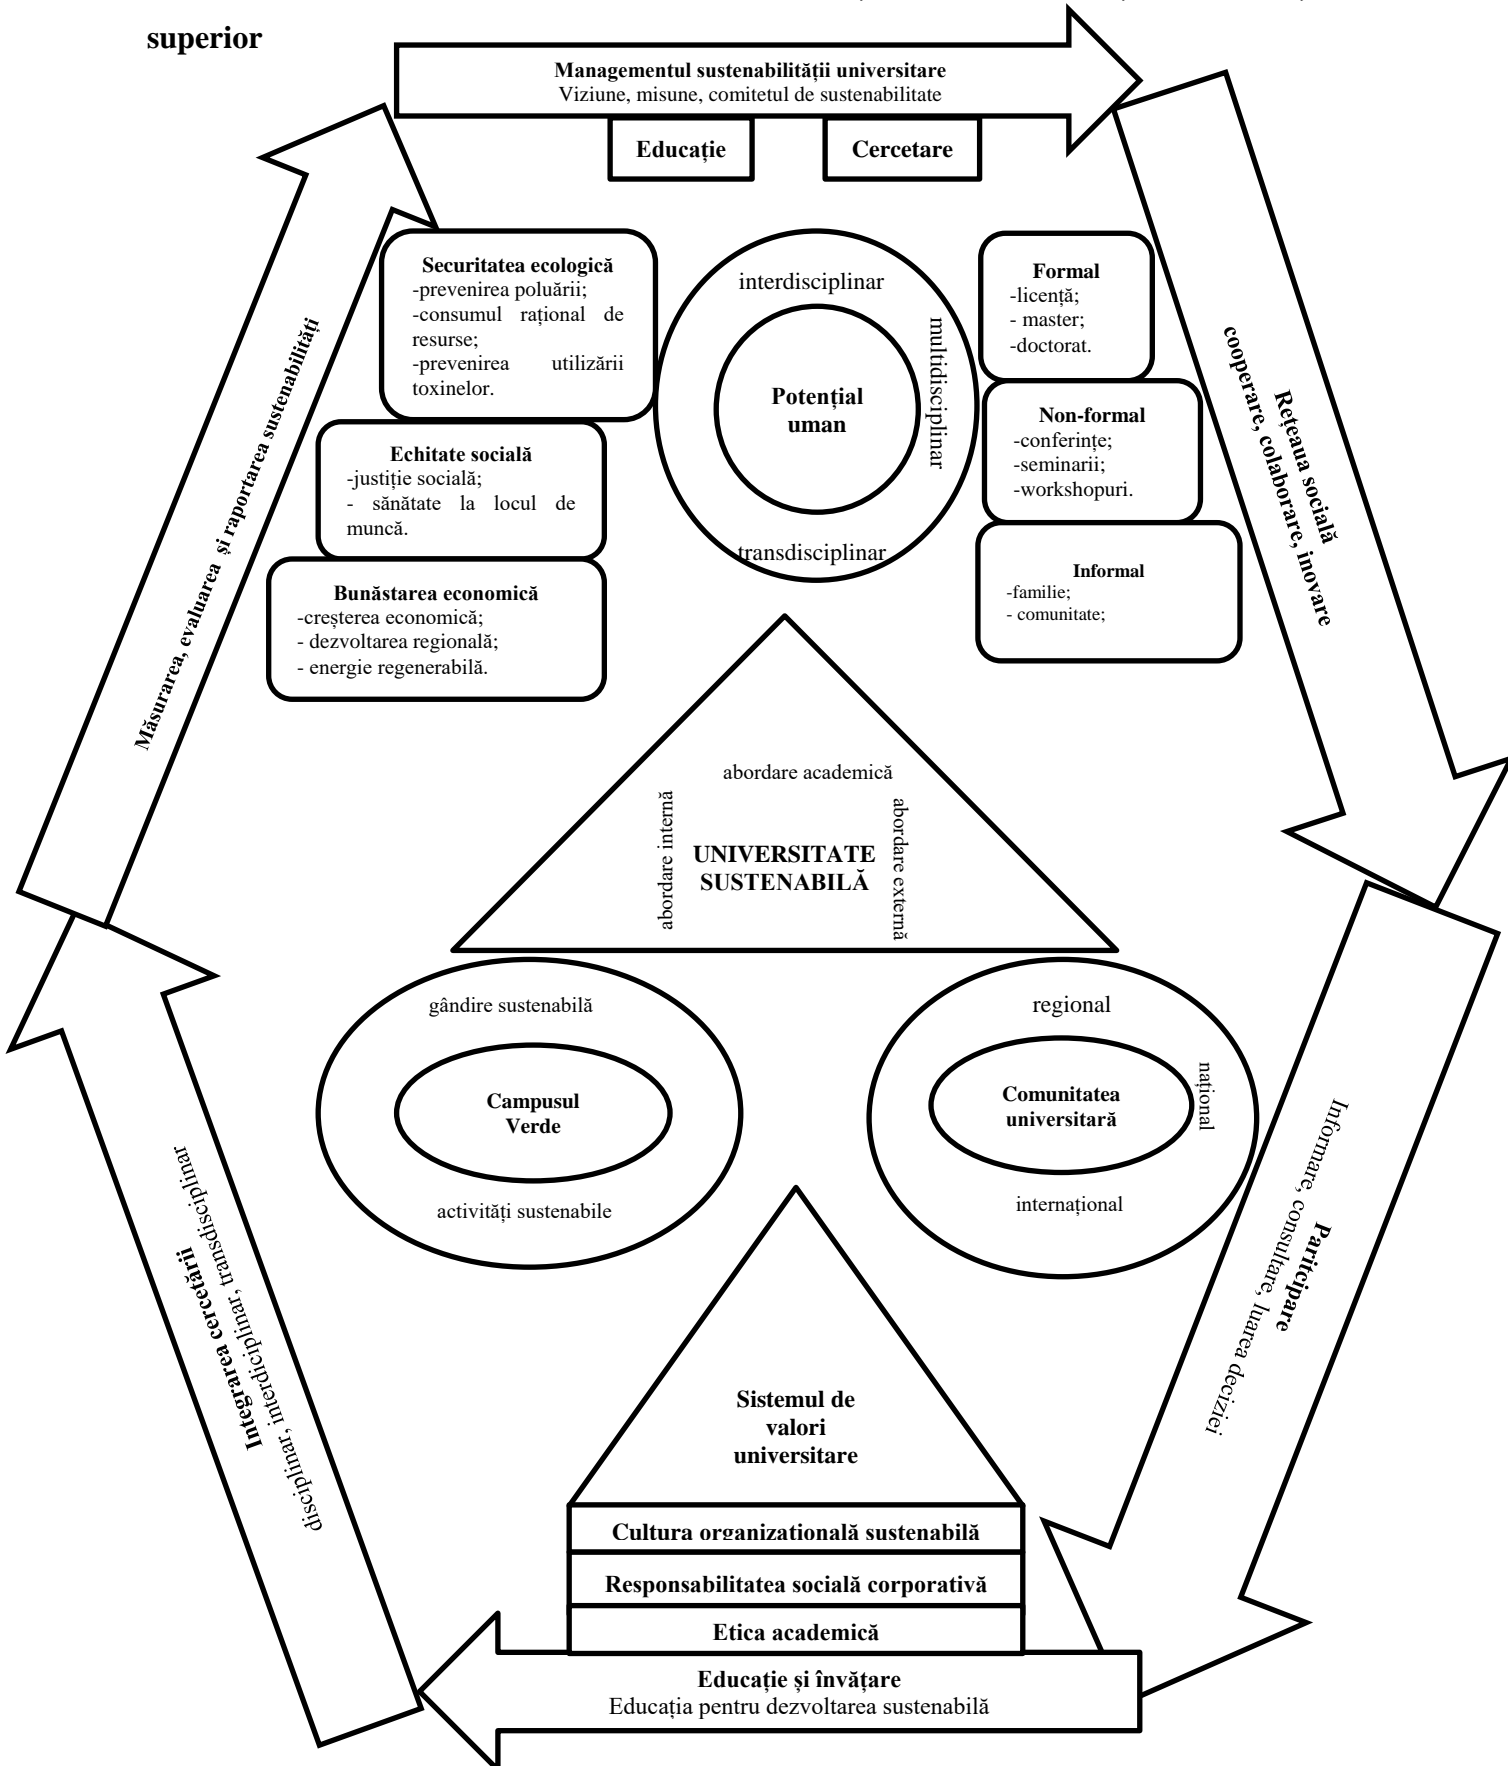 superior
Managementul sustenabilității universitare
Viziune, misune, comitetul de sustenabilitate
Educație
Cercetare
Securitatea ecologică
-prevenirea poluării;
-consumul rațional de
resurse;
-prevenirea utilizării
toxinelor.
Echitate socială
-justiție socială;
- sănătate la locul de
muncă.
Bunăstarea economică
-creșterea economică;
- dezvoltarea regională;
- energie regenerabilă.
interdisciplinar
multidisciplinar
Potențial
uman
transdisciplinar
Formal
-licență;
- master;
-doctorat.
Non-formal
-conferințe;
-seminarii;
-workshopuri.
Informal
-familie;
- comunitate;
Rețeaua socială
cooperare, colaborare, inovare
Măsurarea, evaluarea și raportarea sustenabilități
abordare academică
abordare internă
UNIVERSITATE
SUSTENABILĂ
abordare externă
gândire sustenabilă
Campusul
Verde
activități sustenabile
regional
Comunitatea
universitară
național
internațional
Paritcipare
Informare, consultare, luarea deciziei
Integrarea cercetării
disciplinar, interdiciplinar, transdisciplinar
Sistemul de
valori
universitare
Cultura organizațională sustenabilă
Responsabilitatea socială corporativă
Etica academică
Educație și învățare
Educația pentru dezvoltarea sustenabilă